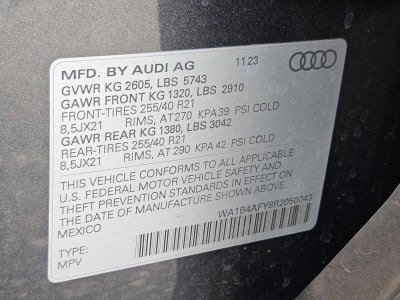 MFD. BY AUDI AG 11 23
GVWR KG 2605, LBS 5743
GAWR FRONT KG 1320, LBS 2910
FRONT-TIRES 255/40 R21
8,5JX21 RIMS, AT 270 KPA 39 PSI COLD
GAWR REAR KG 1380, LBS 3042
REAR-TIRES 255/40 R21
8,5JX21 RIMS, AT 290 KPA 42 PSI COLD
THIS VEHICLE CONFORMS TO ALL APPLICABLE
U.S. FEDERAL MOTOR VEHICLE SAFETY AND
THEFT PREVENTION STANDARDS IN EFFECT ON
THE DATE OF MANUFACTURE SHOWN ABOVE.
MEXICO
WA1B4AFY8R2050043
TYPE:
MPV